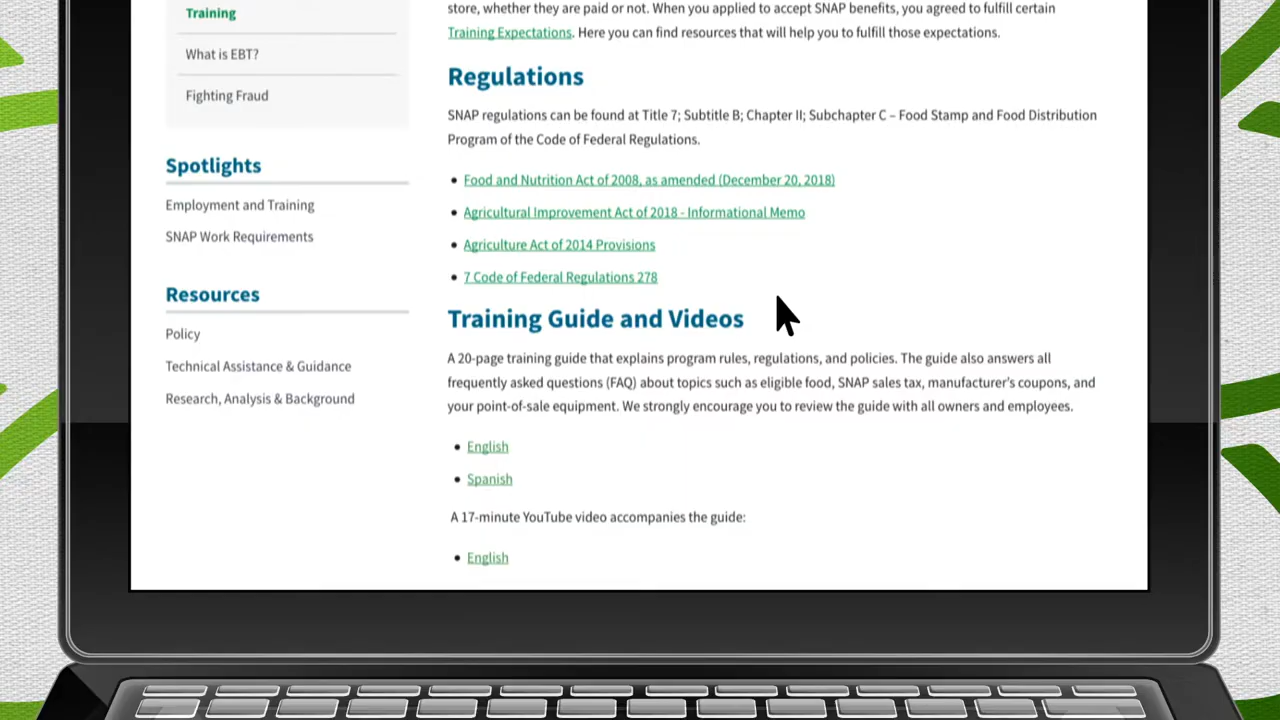 Training
What is EBT?
Fighting Fraud
Spotlights
Employment and Training
SNAP Work Requirements
Resources
Policy
Technical Assistance & Guidance
Research, Analysis & Background
store, whether they are paid or not. When you applied to accept SNAP benefits, you agreed to fulfill certain
Training Expectations. Here you can find resources that will help you to fulfill those expectations.
Regulations
SNAP regulations can be found at Title 7; Subtitle B; Chapter II; Subchapter C – Food Stamp and Food Distribution
Program of the Code of Federal Regulations.
• Food and Nutrition Act of 2008, as amended (December 20, 2018)
• Agricultural Improvement Act of 2018 - Informational Memo
• Agriculture Act of 2014 Provisions
• 7 Code of Federal Regulations 278
Training Guide and Videos
A 20-page training guide that explains program rules, regulations, and policies. The guide also answers all
frequently asked questions (FAQ) about topics such as eligible food, SNAP sales tax, manufacturer's coupons, and
your point-of-sale equipment. We strongly encourage you to review the guide with all owners and employees.
• English
• Spanish
A 17-minute YouTube video accompanies the guide:
• English